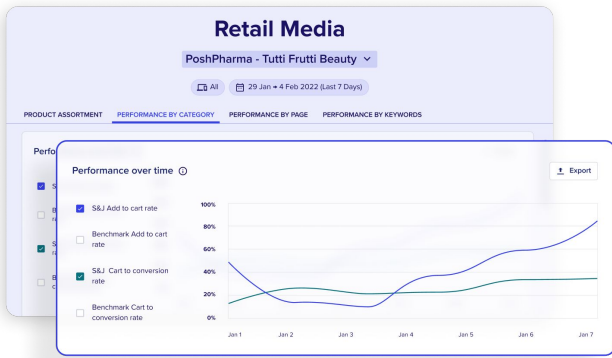 Retail Media
PoshPharma - Tutti Frutti Beauty
All
29 Jan → 4 Feb 2022 (Last 7 Days)
PRODUCT ASSORTMENT PERFORMANCE BY CATEGORY PERFORMANCE BY PAGE PERFORMANCE BY KEYWORDS
Perfo
Performance over time
Export
S&J Add to cart rate
Benchmark Add to cart
rate
S&J Cart to conversion
rate
Benchmark Cart to
conversion rate
100%
80%
60%
40%
20%
0%
Jan 1 Jan 2 Jan 3 Jan 4 Jan 5 Jan 6 Jan 7